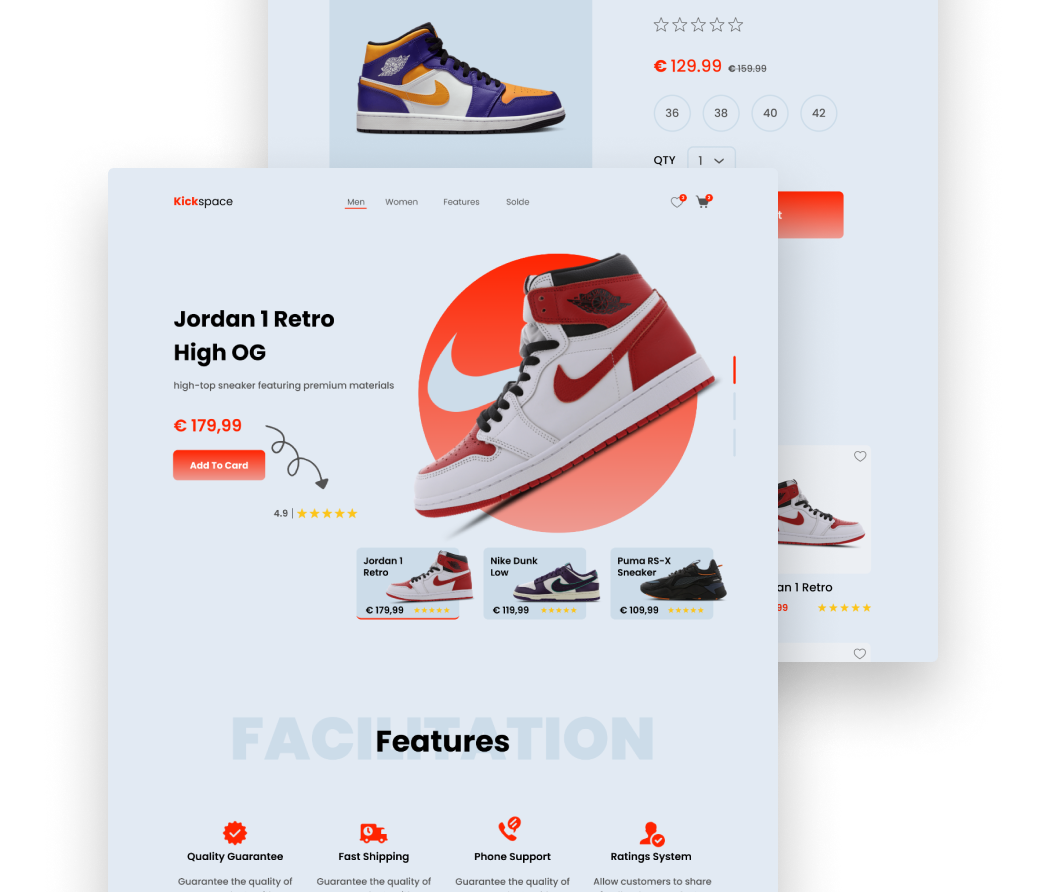 € 129.99 € 159.99
36 38 40 42
QTY 1
Kickspace Men Women Features Solde
Jordan 1 Retro
High OG
high-top sneaker featuring premium materials
€ 179,99
Add To Card
4.9
Jordan 1
Retro
€ 179,99
Nike Dunk
Low
€ 119,99
Puma RS-X
Sneaker
€ 109,99
an 1 Retro
99
FACILITATION
Features
Quality Guarantee
Fast Shipping
Phone Support
Ratings System
Guarantee the quality of
Guarantee the quality of
Guarantee the quality of
Allow customers to share